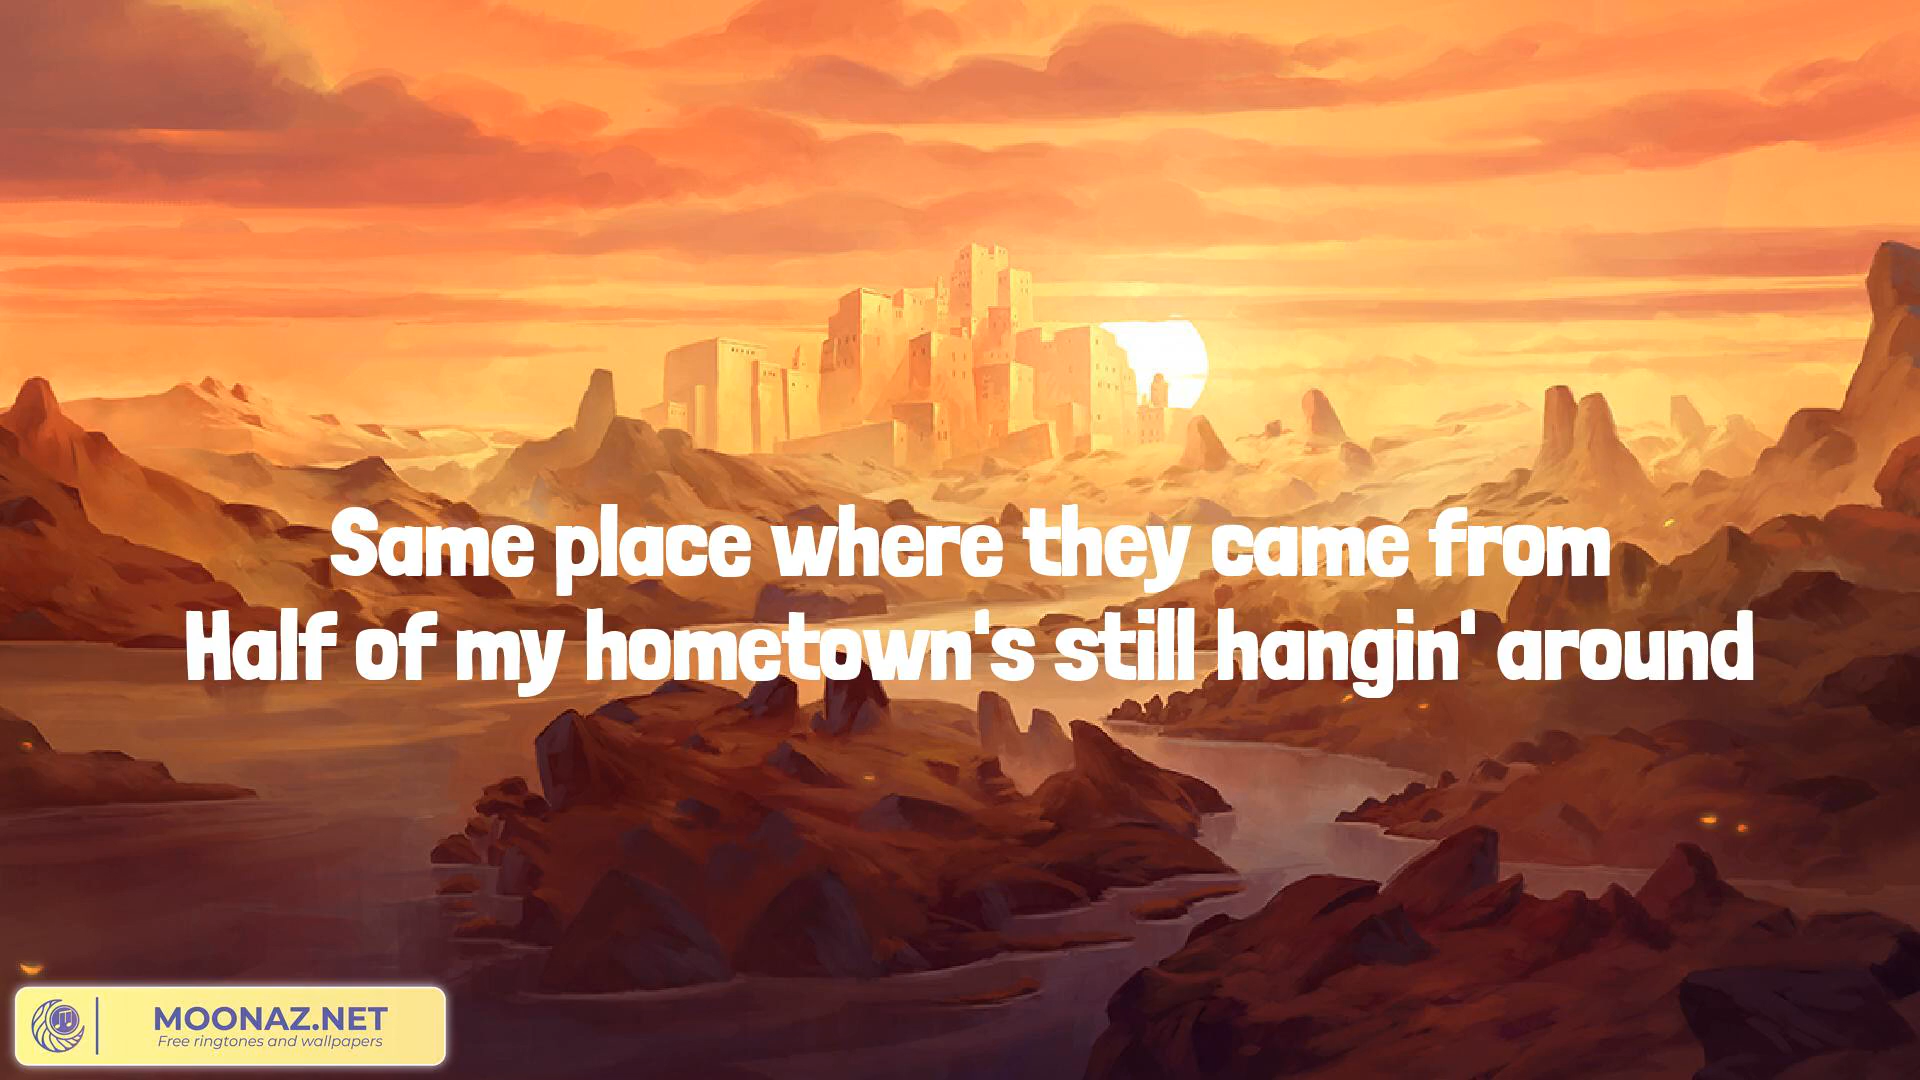 Same place where they came from
Half of my hometown's still hangin' around
MOONAZ.NET
Free ringtones and wallpapers